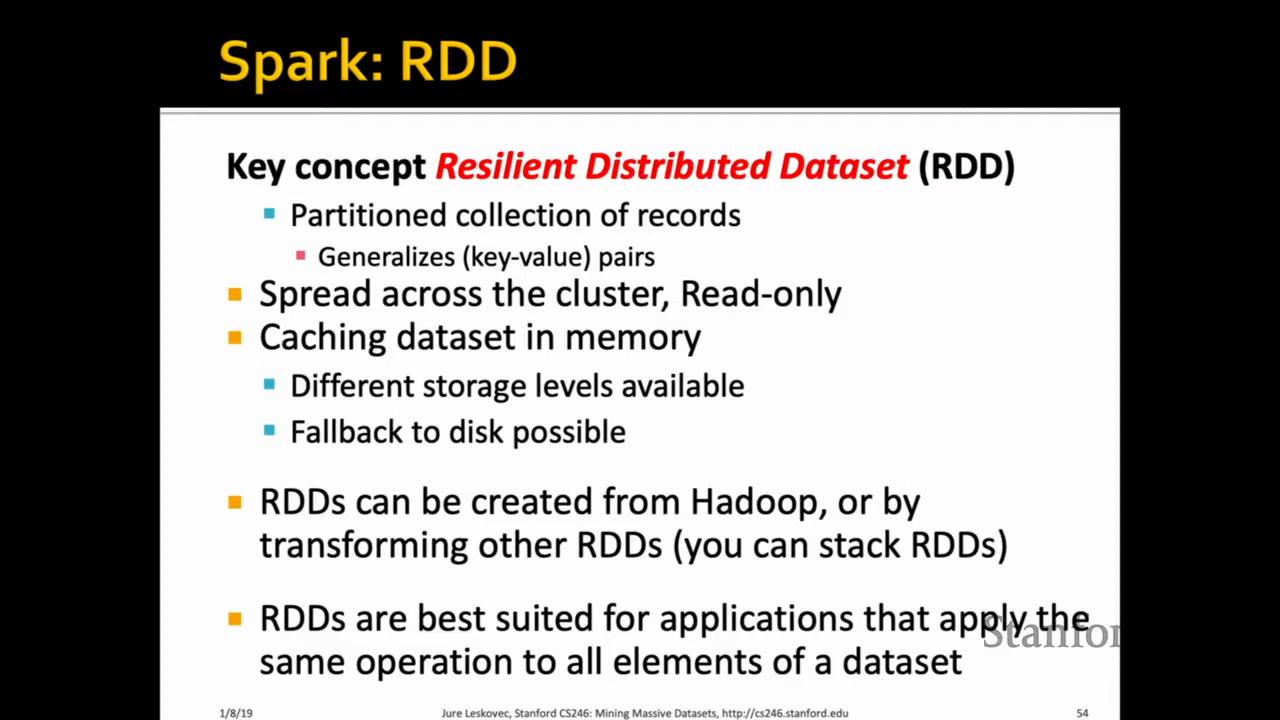 Spark: RDD
Key concept Resilient Distributed Dataset (RDD)
Partitioned collection of records
Generalizes (key-value) pairs
Spread across the cluster, Read-only
Caching dataset in memory
Different storage levels available
Fallback to disk possible
RDDs can be created from Hadoop, or by
transforming other RDDs (you can stack RDDs)
RDDs are best suited for applications that apply the
same operation to all elements of a dataset
Stanfor
1/8/19
Jure Leskovec, Stanford CS246: Mining Massive Datasets, http://cs246.stanford.edu
54